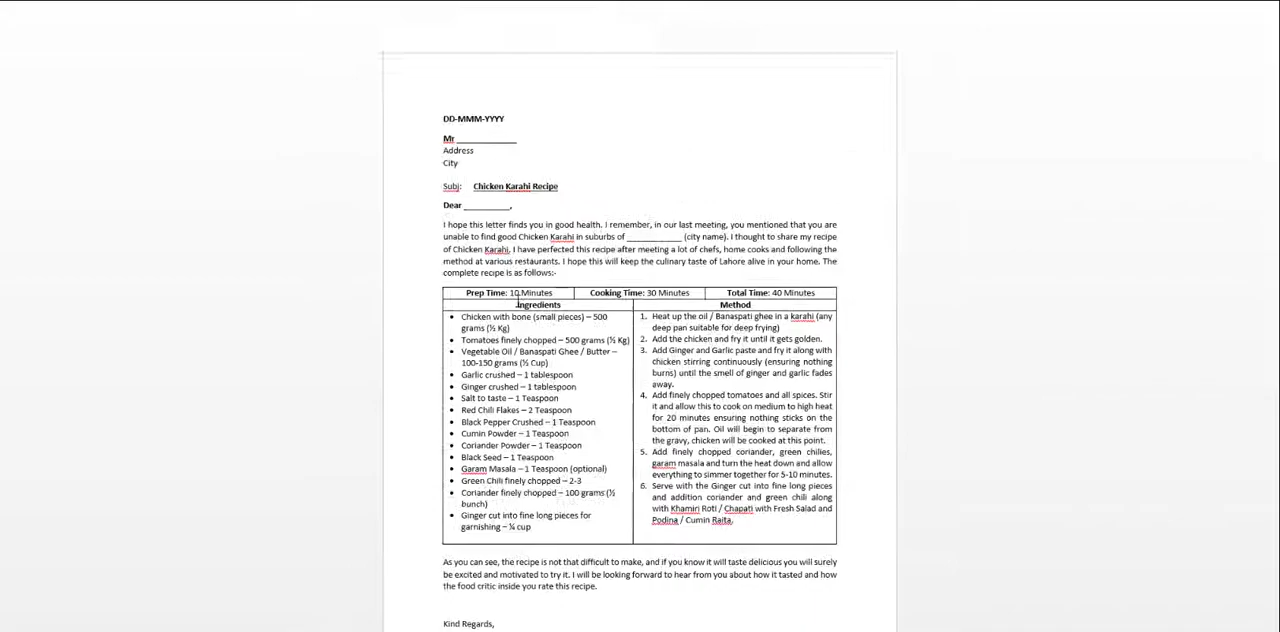 DD-MMM-YYYY
Mr ____________
Address
City
Subj: Chicken Karahi Recipe
Dear _________,
I hope this letter finds you in good health. I remember, in our last meeting, you mentioned that you are
unable to find good Chicken Karahi in suburbs of ___________ (city name). I thought to share my recipe
of Chicken Karahi, I have perfected this recipe after meeting a lot of chefs, home cooks and following the
method at various restaurants. I hope this will keep the culinary taste of Lahore alive in your home. The
complete recipe is as follows:-
Prep Time: 10 Minutes Cooking Time: 30 Minutes Total Time: 40 Minutes
Ingredients Method
• Chicken with bone (small pieces) – 500
grams (½ Kg)
• Tomatoes finely chopped – 500 grams (½ Kg)
• Vegetable Oil / Banaspati Ghee / Butter –
100-150 grams (½ Cup)
• Garlic crushed – 1 tablespoon
• Ginger crushed – 1 tablespoon
• Salt to taste – 1 Teaspoon
• Red Chili Flakes – 2 Teaspoon
• Black Pepper Crushed – 1 Teaspoon
• Cumin Powder – 1 Teaspoon
• Coriander Powder – 1 Teaspoon
• Black Seed – 1 Teaspoon
• Garam Masala – 1 Teaspoon (optional)
• Green Chili finely chopped – 2-3
• Coriander finely chopped – 100 grams (½
bunch)
• Ginger cut into fine long pieces for
garnishing – ¼ cup
1. Heat up the oil / Banaspati ghee in a karahi (any
deep pan suitable for deep frying)
2. Add the chicken and fry it until it gets golden.
3. Add Ginger and Garlic paste and fry it along with
chicken stirring continuously (ensuring nothing
burns) until the smell of ginger and garlic fades
away.
4. Add finely chopped tomatoes and all spices. Stir
it and allow this to cook on medium to high heat
for 20 minutes ensuring nothing sticks on the
bottom of pan. Oil will begin to separate from
the gravy, chicken will be cooked at this point.
5. Add finely chopped coriander, green chilies,
garam masala and turn the heat down and allow
everything to simmer together for 5-10 minutes.
6. Serve with the Ginger cut into fine long pieces
and addition coriander and green chili along
with Khamiri Roti / Chapati with Fresh Salad and
Podina / Cumin Raita.
As you can see, the recipe is not that difficult to make, and if you know it will taste delicious you will surely
be excited and motivated to try it. I will be looking forward to hear from you about how it tasted and how
the food critic inside you rate this recipe.
Kind Regards,